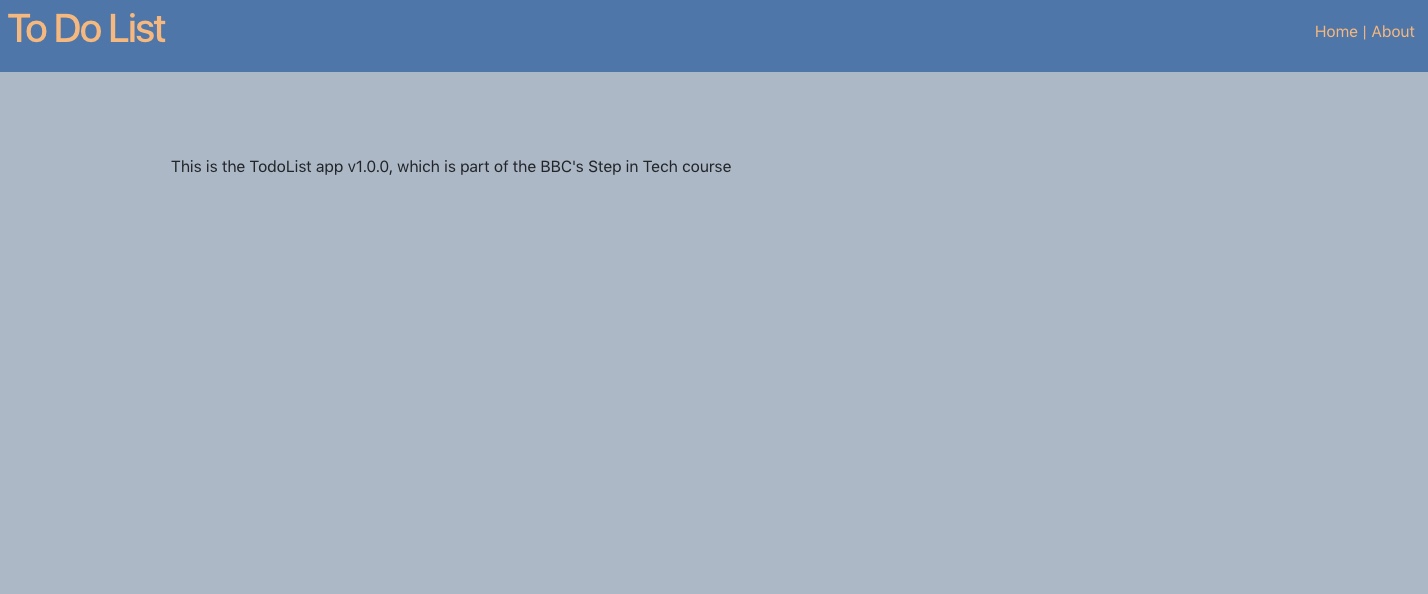 To Do List
Home | About
This is the TodoList app v1.0.0, which is part of the BBC's Step in Tech course